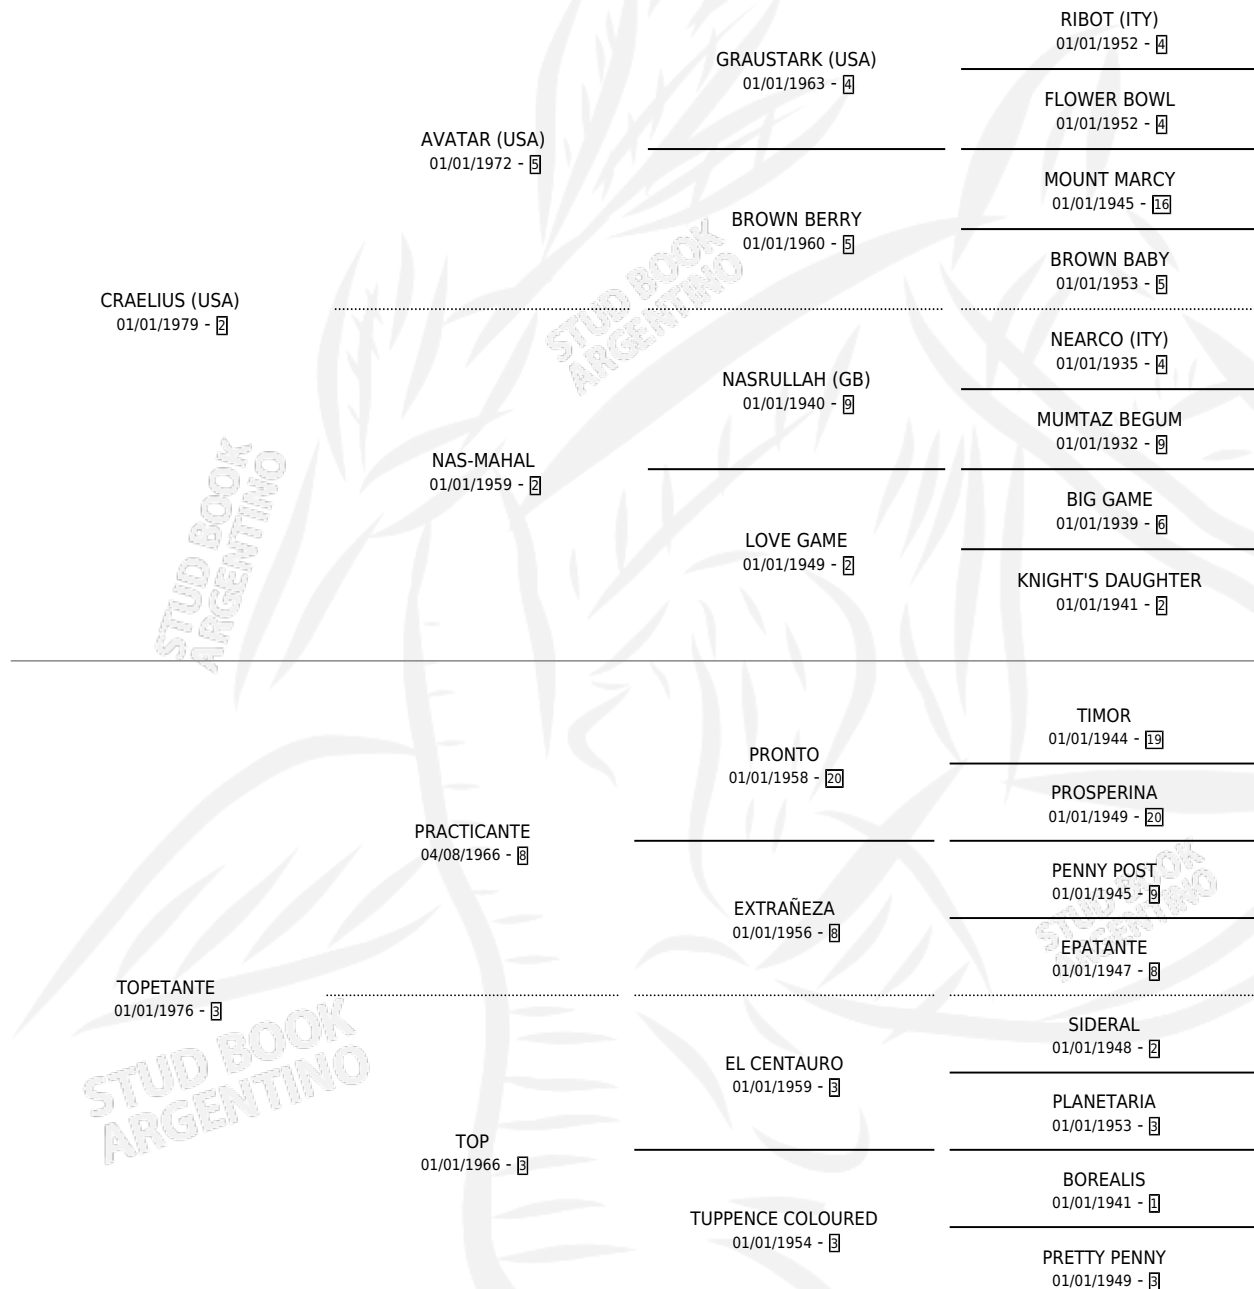 CRAELIUS (USA)
01/01/1979 - 2
AVATAR (USA)
01/01/1972 - 5
GRAUSTARK (USA)
01/01/1963 - 4
RIBOT (ITY)
01/01/1952 - 4
FLOWER BOWL
01/01/1952 - 4
BROWN BERRY
01/01/1960 - 5
MOUNT MARCY
01/01/1945 - 16
BROWN BABY
01/01/1953 - 5
NAS-MAHAL
01/01/1959 - 2
NASRULLAH (GB)
01/01/1940 - 9
NEARCO (ITY)
01/01/1935 - 4
MUMTAZ BEGUM
01/01/1932 - 9
LOVE GAME
01/01/1949 - 2
BIG GAME
01/01/1939 - 6
KNIGHT'S DAUGHTER
01/01/1941 - 2
TOPETANTE
01/01/1976 - 3
PRACTICANTE
04/08/1966 - 8
PRONTO
01/01/1958 - 20
TIMOR
01/01/1944 - 19
PROSPERINA
01/01/1949 - 20
EXTRAÑEZA
01/01/1956 - 8
PENNY POST
01/01/1945 - 9
EPATANTE
01/01/1947 - 8
TOP
01/01/1966 - 3
EL CENTAURO
01/01/1959 - 3
SIDERAL
01/01/1948 - 2
PLANETARIA
01/01/1953 - 3
TUPPENCE COLOURED
01/01/1954 - 3
BOREALIS
01/01/1941 - 1
PRETTY PENNY
01/01/1949 - 3
STUD BOOK
ARGENTINO
STUD BOOK
ARGENTINO
STUD BOOK
ARGENTINO
STUD BOOK
ARGENTINO